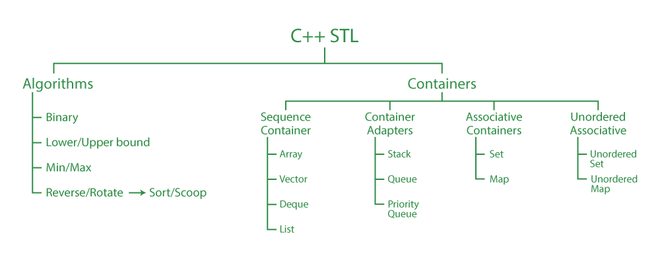 C++ STL
Algorithms
Binary
Lower/Upper bound
Min/Max
Reverse/Rotate
Sort/Scoop
Containers
Sequence
Container
Array
Vector
Deque
List
Container
Adapters
Stack
Queue
Priority
Queue
Associative
Containers
Set
Map
Unordered
Associative
Unordered
Set
Unordered
Map